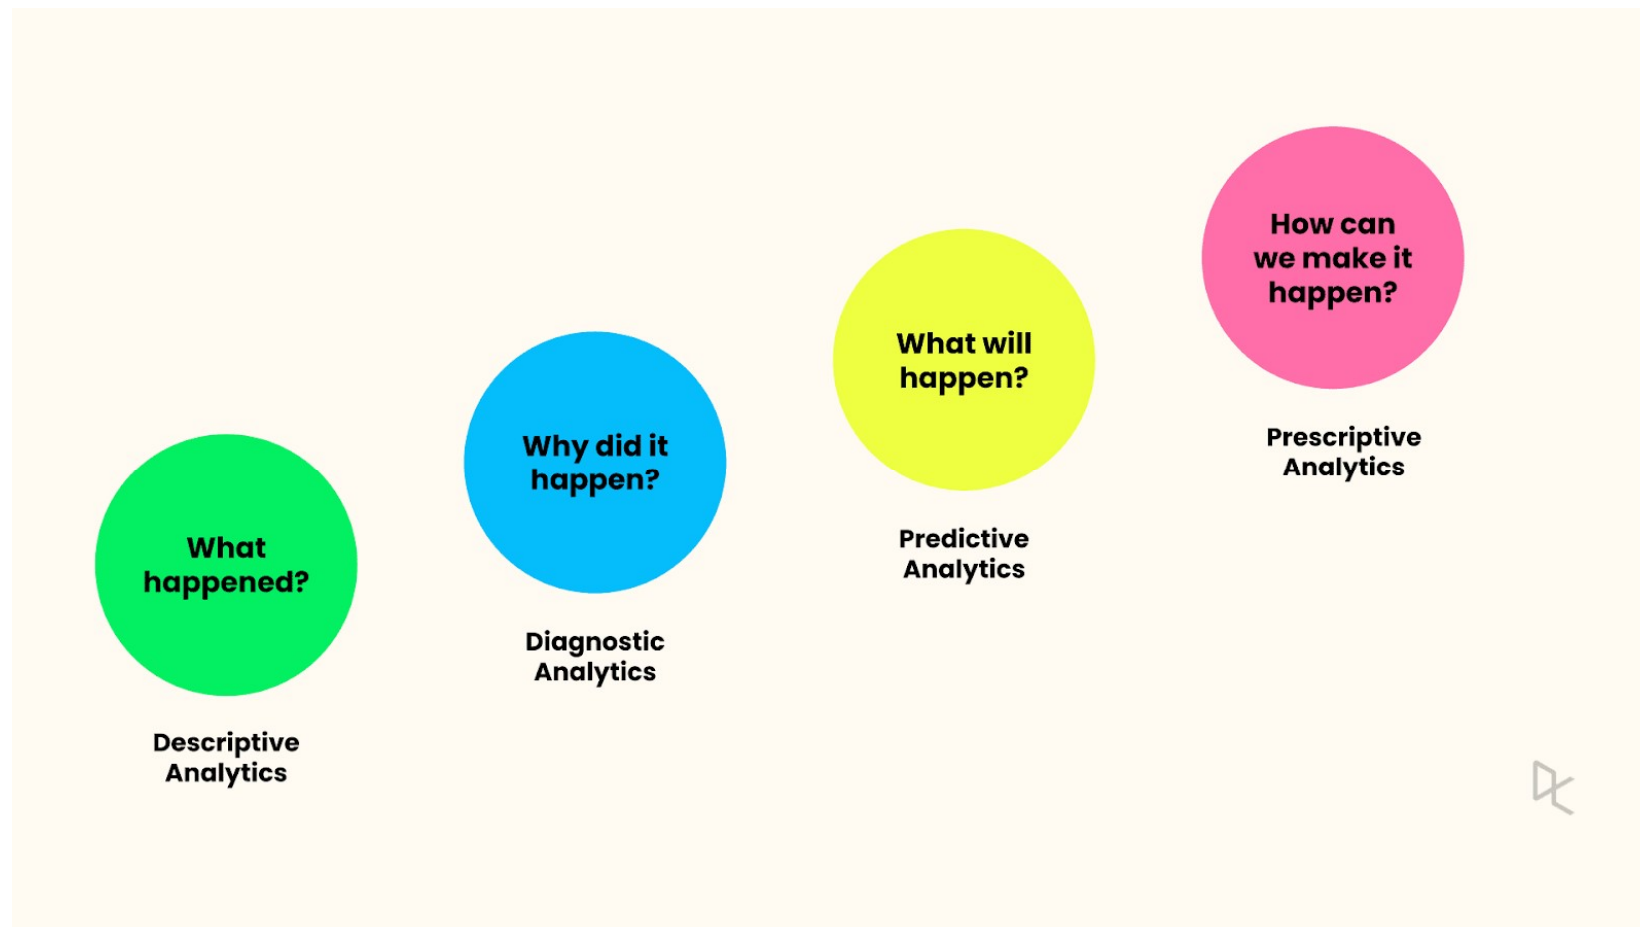 What
happened?
Descriptive
Analytics
Why did it
happen?
Diagnostic
Analytics
What will
happen?
Predictive
Analytics
How can
we make it
happen?
Prescriptive
Analytics